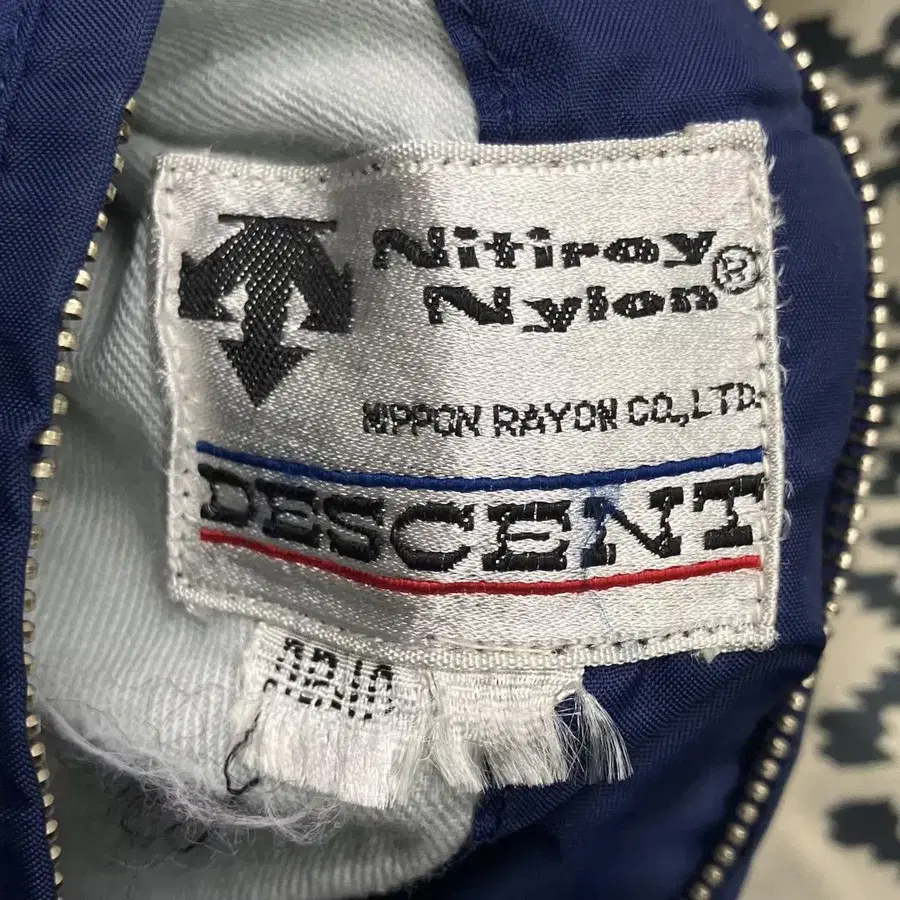 Nitiray
Nylon®
NIPPON RAYON CO.,LTD.
DESCENT